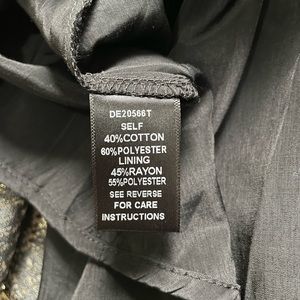 DE20566T
SELF
40%COTTON
60%POLYESTER
LINING
45%RAYON
55%POLYESTER
SEE REVERSE
FOR CARE
INSTRUCTIONS